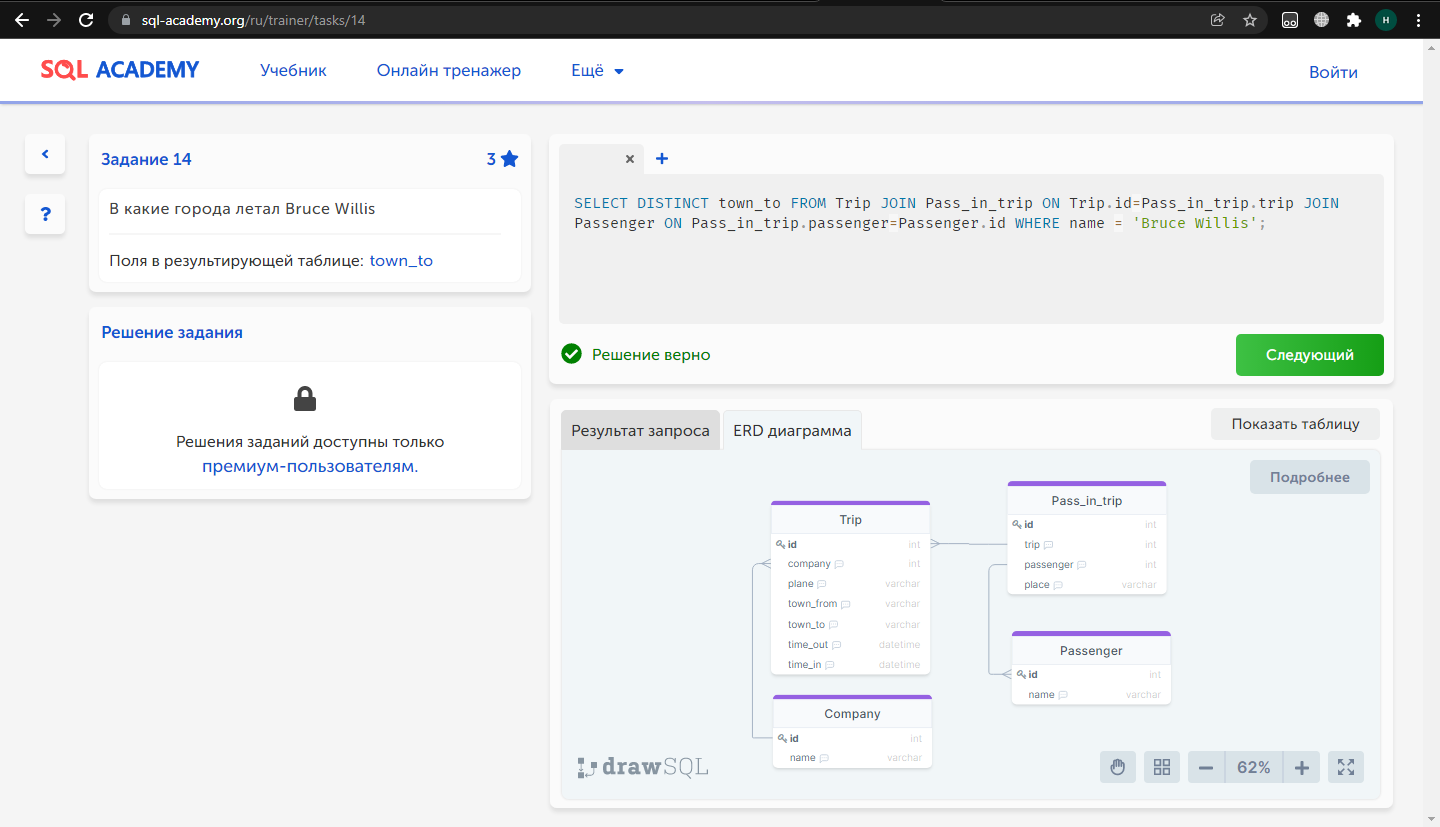 sql-academy.org/ru/trainer/tasks/14
H
SQL ACADEMY
Учебник
Онлайн тренажер
Ещё
Войти
Задание 14
3
В какие города летал Bruce Willis
Поля в результирующей таблице: town_to
Решение задания
Решения заданий доступны только
премиум-пользователям.
SELECT DISTINCT town_to FROM Trip JOIN Pass_in_trip ON Trip.id=Pass_in_trip.trip JOIN
Passenger ON Pass_in_trip.passenger=Passenger.id WHERE name = 'Bruce Willis';
Решение верно
Следующий
Результат запроса
ERD диаграмма
Показать таблицу
Подробнее
Trip
id int
company int
plane varchar
town_from varchar
town_to varchar
time_out datetime
time_in datetime
Pass_in_trip
id int
trip int
passenger int
place varchar
Passenger
id int
name varchar
Company
id int
name varchar
drawSQL
62%